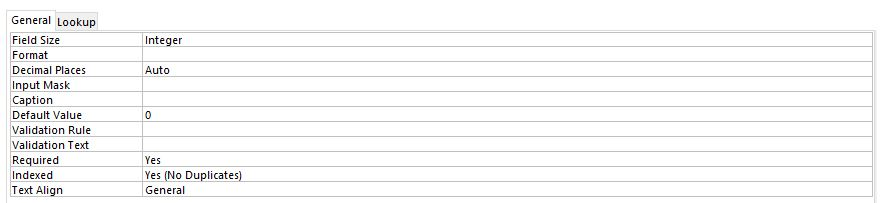 General Lookup
Field Size Integer
Format
Decimal Places Auto
Input Mask
Caption
Default Value 0
Validation Rule
Validation Text
Required Yes
Indexed Yes (No Duplicates)
Text Align General